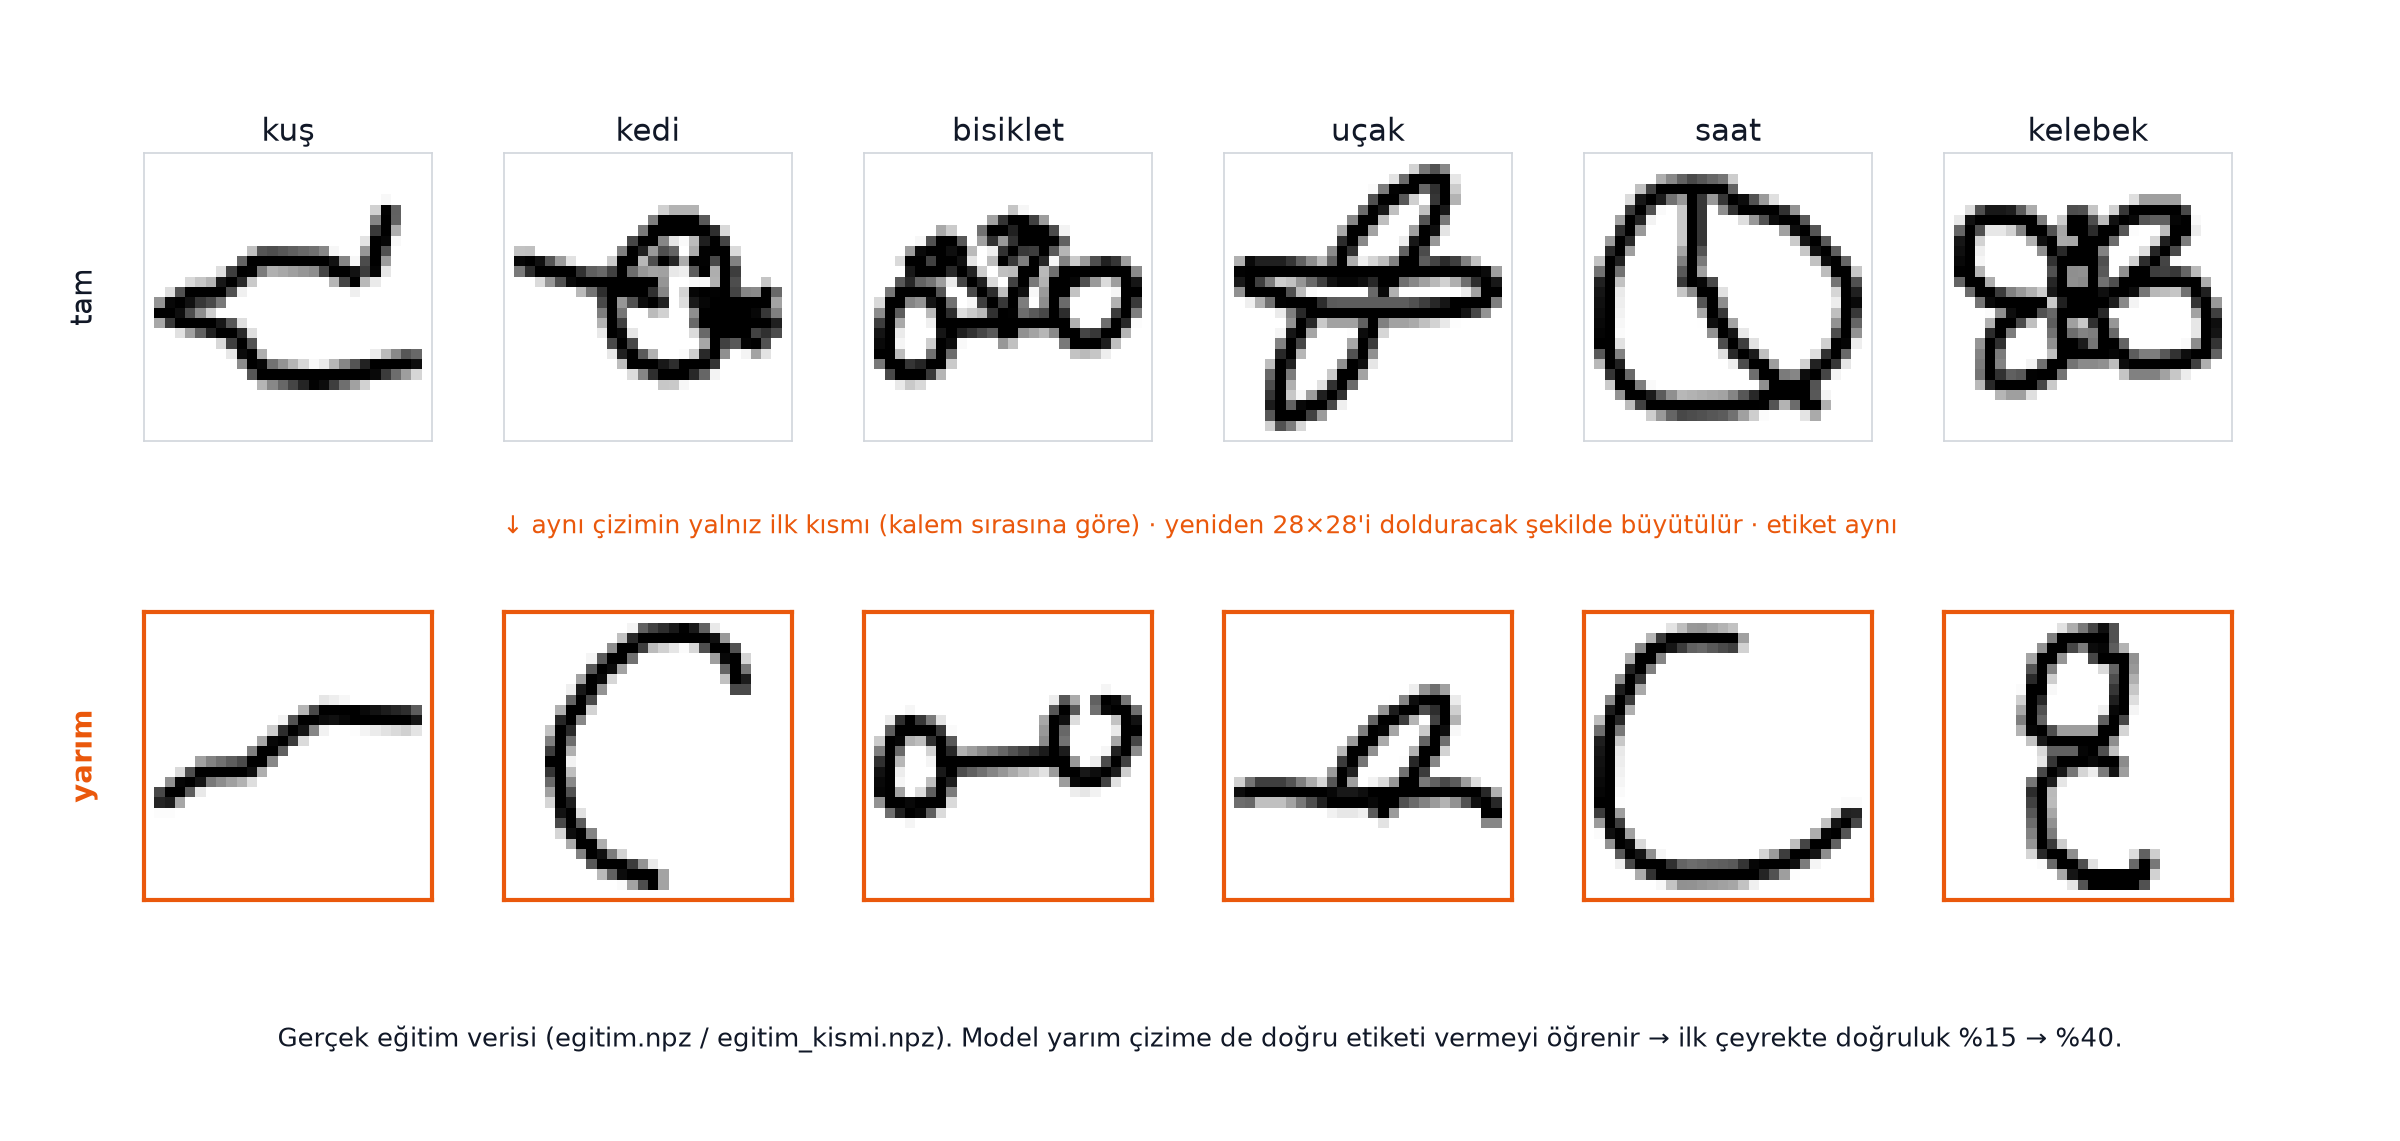 kuş kedi bisiklet uçak saat kelebek
tam
↓ aynı çizimin yalnız ilk kısmı (kalem sırasına göre) · yeniden 28×28'i dolduracak şekilde büyütülür · etiket aynı
yarım
Gerçek eğitim verisi (egitim.npz / egitim_kismi.npz). Model yarım çizime de doğru etiketi vermeyi öğrenir → ilk çeyrekte doğruluk %15 → %40.